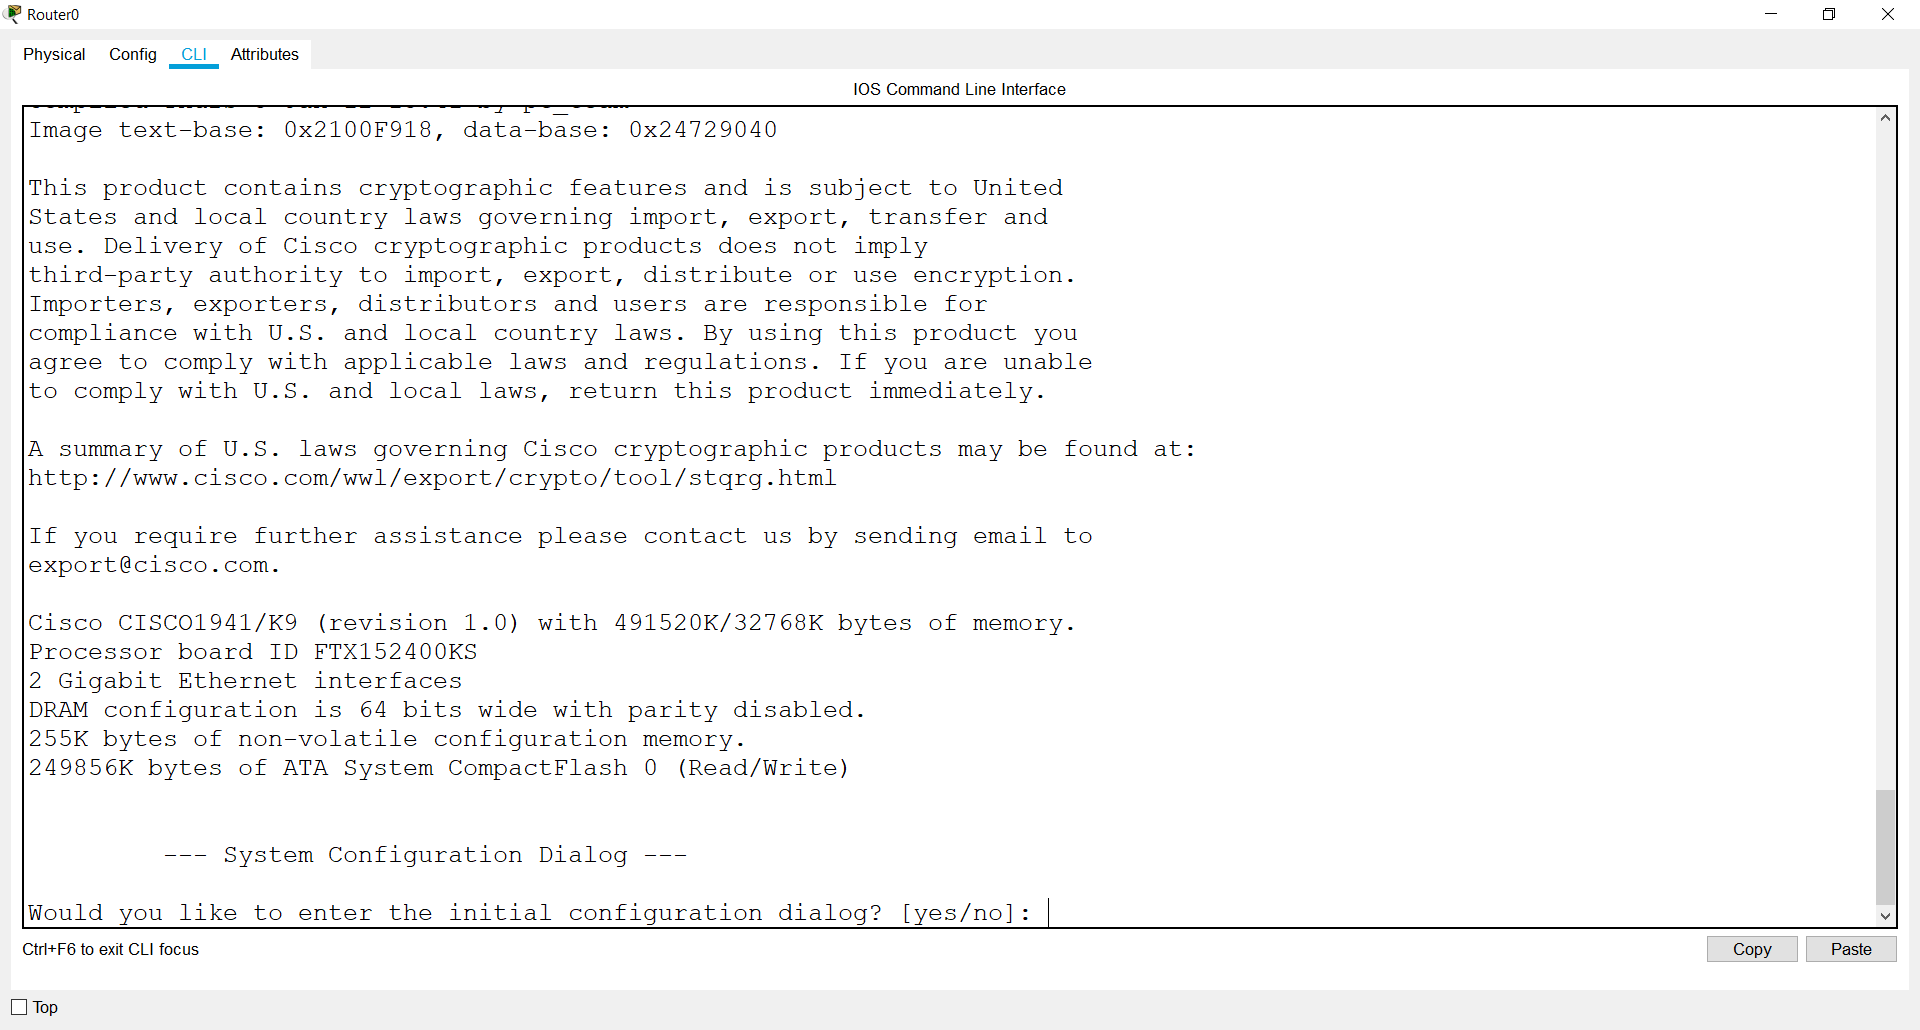 Router0
Physical Config CLI Attributes
IOS Command Line Interface
Image text-base: 0x2100F918, data-base: 0x24729040
This product contains cryptographic features and is subject to United
States and local country laws governing import, export, transfer and
use. Delivery of Cisco cryptographic products does not imply
third-party authority to import, export, distribute or use encryption.
Importers, exporters, distributors and users are responsible for
compliance with U.S. and local country laws. By using this product you
agree to comply with applicable laws and regulations. If you are unable
to comply with U.S. and local laws, return this product immediately.
A summary of U.S. laws governing Cisco cryptographic products may be found at:
http://www.cisco.com/wwl/export/crypto/tool/stqrg.html
If you require further assistance please contact us by sending email to
export@cisco.com.
Cisco CISCO1941/K9 (revision 1.0) with 491520K/32768K bytes of memory.
Processor board ID FTX152400KS
2 Gigabit Ethernet interfaces
DRAM configuration is 64 bits wide with parity disabled.
255K bytes of non-volatile configuration memory.
249856K bytes of ATA System CompactFlash 0 (Read/Write)
--- System Configuration Dialog ---
Would you like to enter the initial configuration dialog? [yes/no]:
Ctrl+F6 to exit CLI focus
Copy Paste
Top